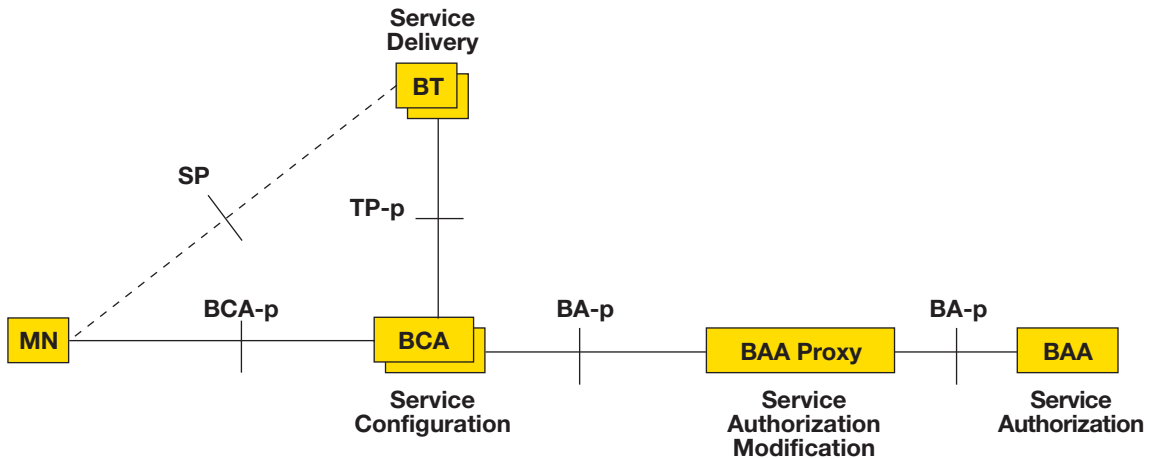 Service
Delivery
BT
SP
TP-p
BCA-p
BA-p
BA-p
MN
BCA
BAA Proxy
BAA
Service
Configuration
Service
Authorization
Modification
Service
Authorization